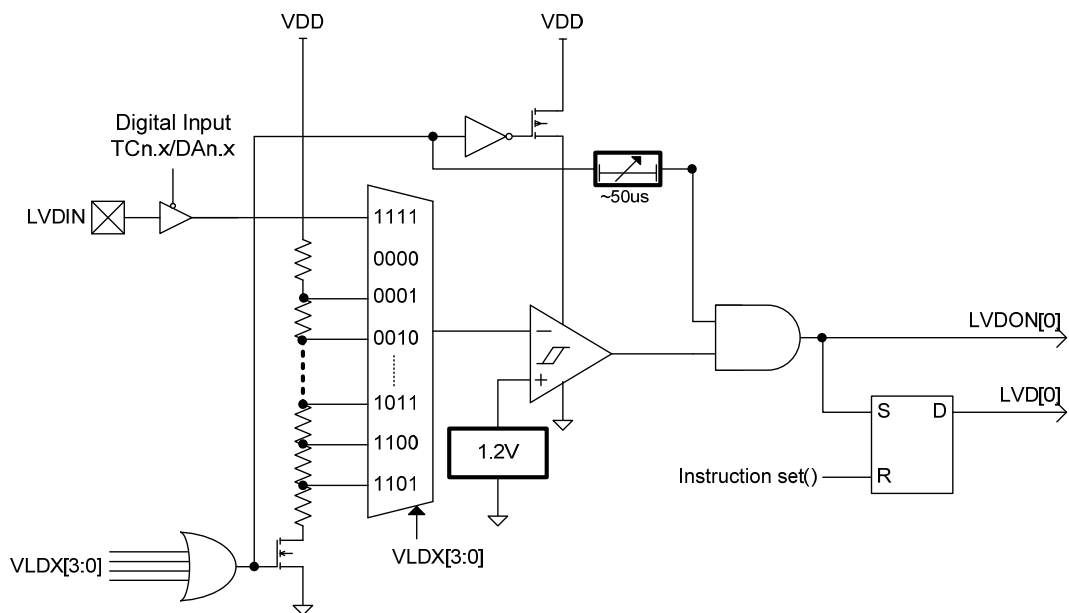 VDD
VDD
Digital Input
TCn.x/DAn.x
~50us
LVDIN
1111
0000
0001
0010
1011
1100
1101
−
+
1.2V
LVDON[0]
S
D
LVD[0]
Instruction set()
R
VLDX[3:0]
VLDX[3:0]